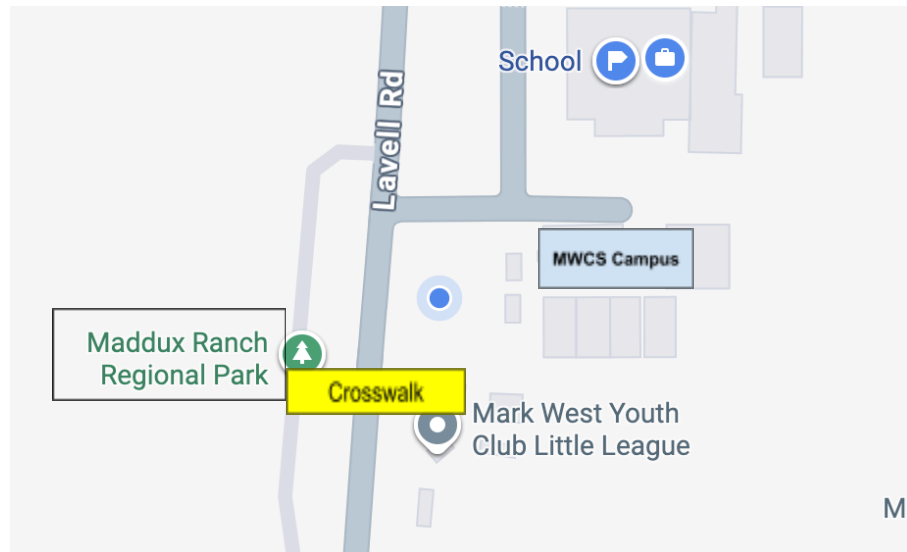 School
Lavell Rd
MWCS Campus
Maddux Ranch
Regional Park
Crosswalk
Mark West Youth
Club Little League
M